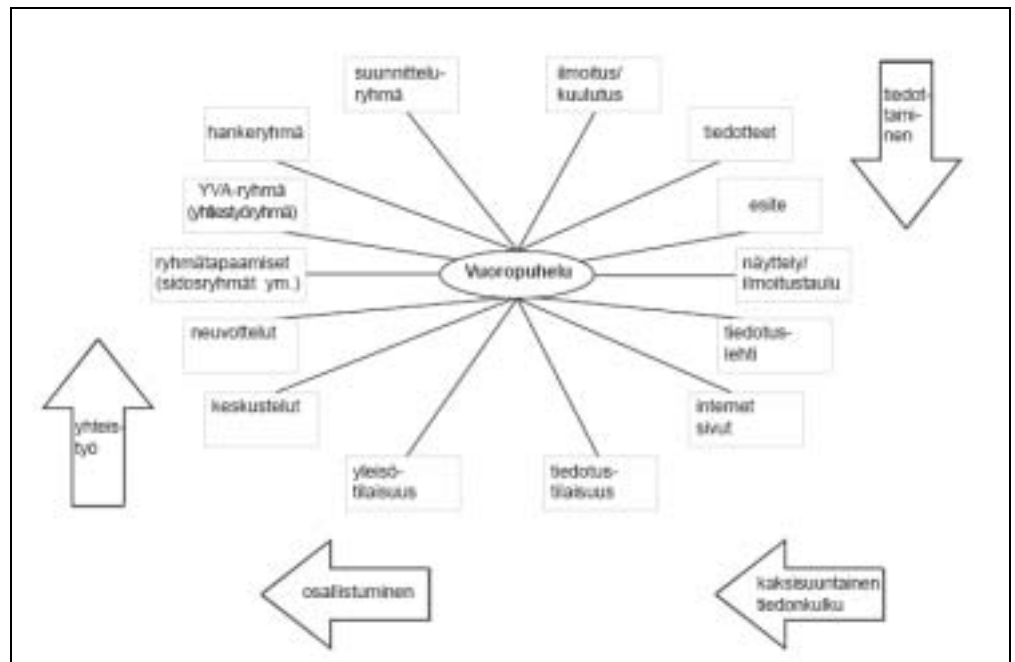 suunnittelu-
ryhmä
ilmoitus/
kuulutus
tiedot-
tami-
nen
hankeryhmä
tiedotteet
YVA-ryhmä
(yhteistyöryhmä)
esite
ryhmätapaamiset
(sidosryhmät ym.)
Vuoropuhelu
näyttely/
ilmoitustaulu
neuvottelut
tiedotus-
lehti
keskustelut
internet
sivut
yhteis-
työ
yleisö-
tilaisuus
tiedotus-
tilaisuus
osallistuminen
kaksisuuntainen
tiedonkulku